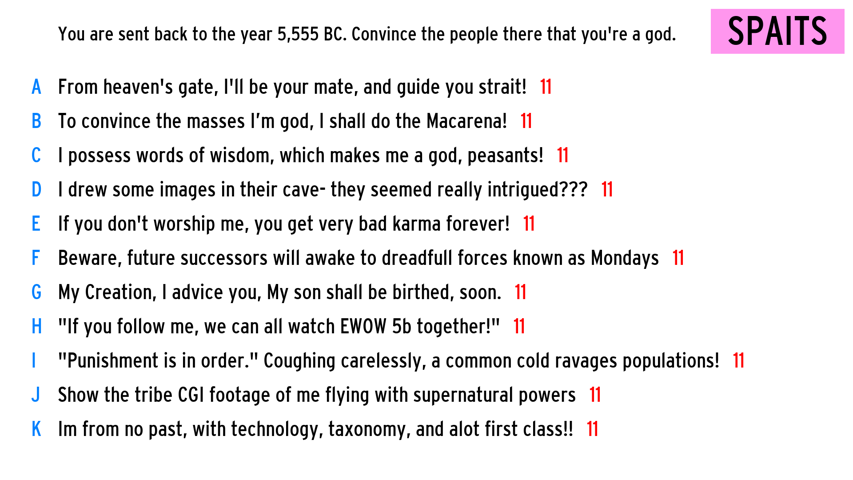 You are sent back to the year 5,555 BC. Convince the people there that you're a god.
SPAITS
A From heaven's gate, I'll be your mate, and guide you strait! 11
B To convince the masses I’m god, I shall do the Macarena! 11
C I possess words of wisdom, which makes me a god, peasants! 11
D I drew some images in their cave- they seemed really intrigued??? 11
E If you don't worship me, you get very bad karma forever! 11
F Beware, future successors will awake to dreadfull forces known as Mondays 11
G My Creation, I advice you, My son shall be birthed, soon. 11
H "If you follow me, we can all watch EWOW 5b together!" 11
I "Punishment is in order." Coughing carelessly, a common cold ravages populations! 11
J Show the tribe CGI footage of me flying with supernatural powers 11
K Im from no past, with technology, taxonomy, and alot first class!! 11